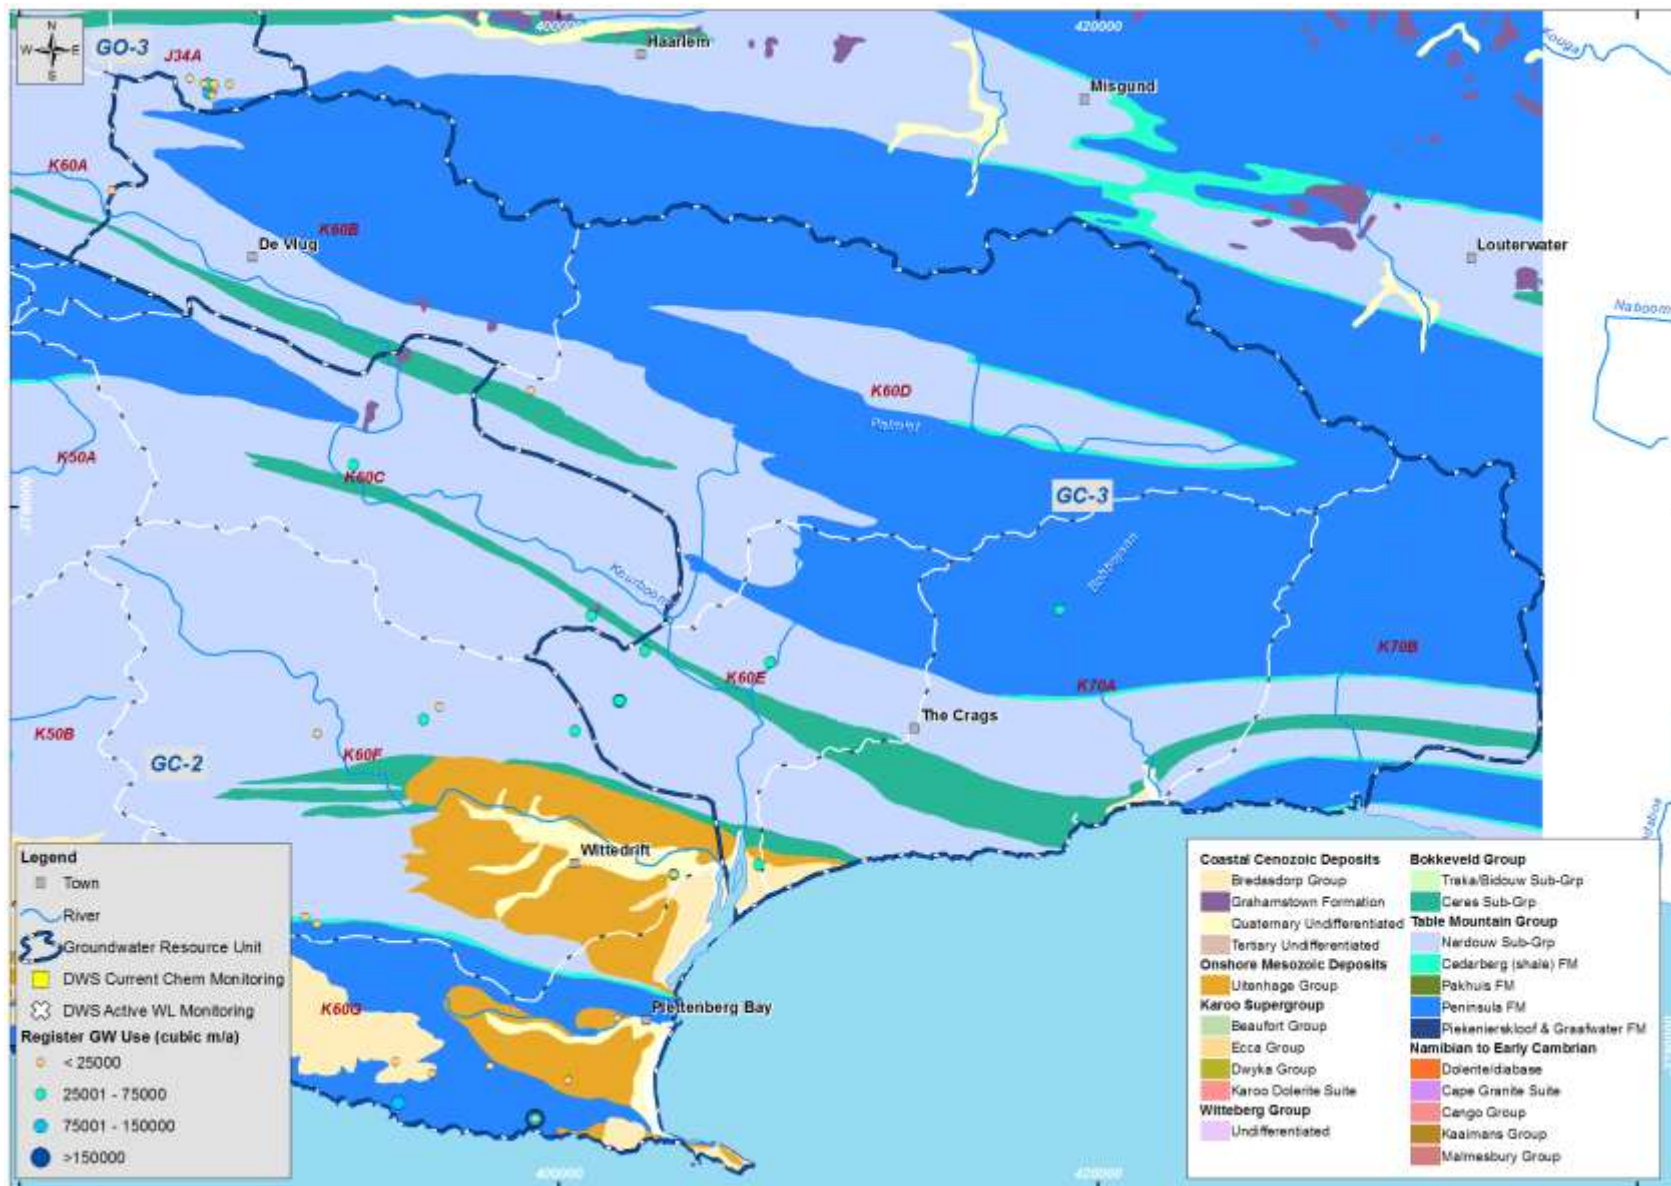 N
W E
S
GO-3
J34A
400000
420000
Haarlem
Kouga
Misgund
K60A
K60B
De Vlug
Louterwater
Naboom
K60D
Palmiet
K50A
K60C
GC-3
Keurbooms
Bobbejaan
K60E
K70A
K70B
The Crags
K50B
GC-2
K60F
Wittedrift
K60G
Plettenberg Bay
400000
420000
Legend
Town
River
Groundwater Resource Unit
DWS Current Chem Monitoring
DWS Active WL Monitoring
Register GW Use (cubic m/a)
< 25000
25001 - 75000
75001 - 150000
>150000
Coastal Cenozoic Deposits
Bredasdorp Group
Grahamstown Formation
Quaternary Undifferentiated
Tertiary Undifferentiated
Onshore Mesozoic Deposits
Uitenhage Group
Karoo Supergroup
Beaufort Group
Ecca Group
Dwyka Group
Karoo Dolerite Suite
Witteberg Group
Undifferentiated
Bokkeveld Group
Traka/Bidouw Sub-Grp
Ceres Sub-Grp
Table Mountain Group
Nardouw Sub-Grp
Cedarberg (shale) FM
Pakhuis FM
Peninsula FM
Piekenierskloof & Graafwater FM
Namibian to Early Cambrian
Dolerite/diabase
Cape Granite Suite
Cango Group
Kaaimans Group
Malmesbury Group